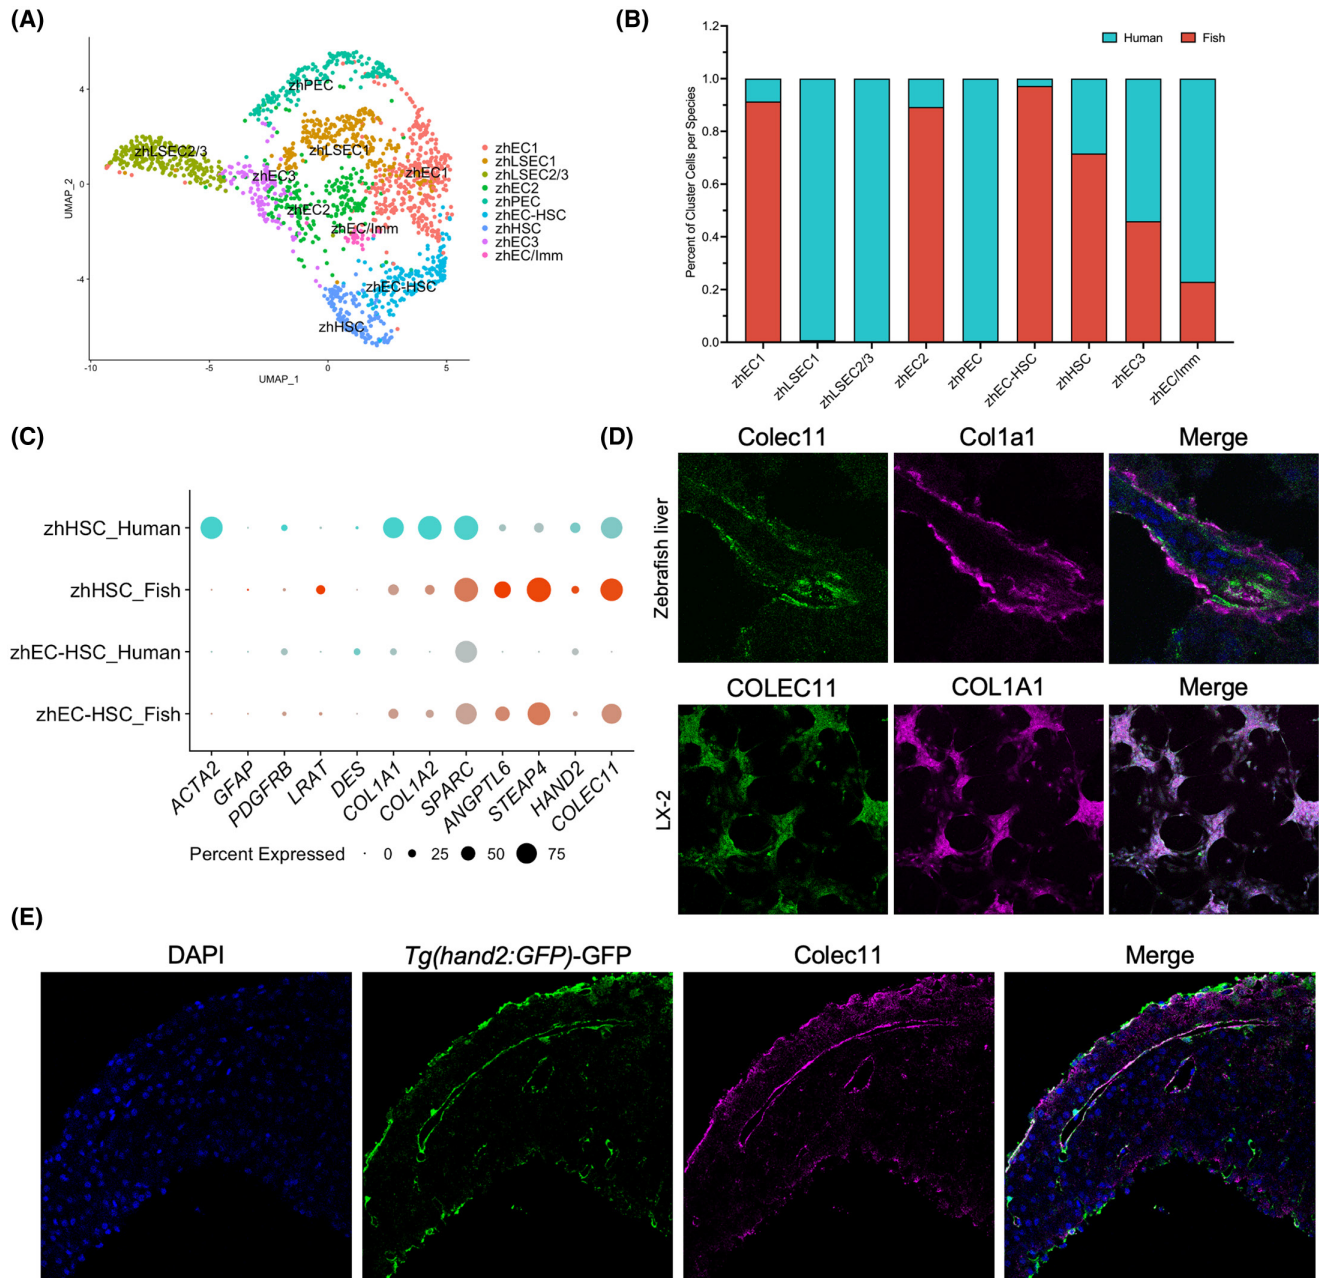 (A)
zhPEC
zhLSEC2/3
zhLSEC1
zhEC3
zhEC1
zhEC2
zhEC/Imm
zhEC-HSC
zhHSC
4
0
-4
UMAP_2
-10
-5
0
5
UMAP_1
zhEC1
zhLSEC1
zhLSEC2/3
zhEC2
zhPEC
zhEC-HSC
zhHSC
zhEC3
zhEC/Imm
(B)
Human
Fish
1.2
1.0
0.8
0.6
0.4
0.2
0.0
Percent of Cluster Cells per Species
zhEC1
zhLSEC1
zhLSEC2/3
zhEC2
zhPEC
zhEC-HSC
zhHSC
zhEC3
zhEC/Imm
(C)
zhHSC_Human
zhHSC_Fish
zhEC-HSC_Human
zhEC-HSC_Fish
ACTA2
GFAP
PDGFRB
LRAT
DES
COL1A1
COL1A2
SPARC
ANGPTL6
STEAP4
HAND2
COLEC11
Percent Expressed 0 25 50 75
(D)
Colec11
Col1a1
Merge
Zebrafish liver
COLEC11
COL1A1
Merge
LX-2
(E)
DAPI
Tg(hand2:GFP)-GFP
Colec11
Merge